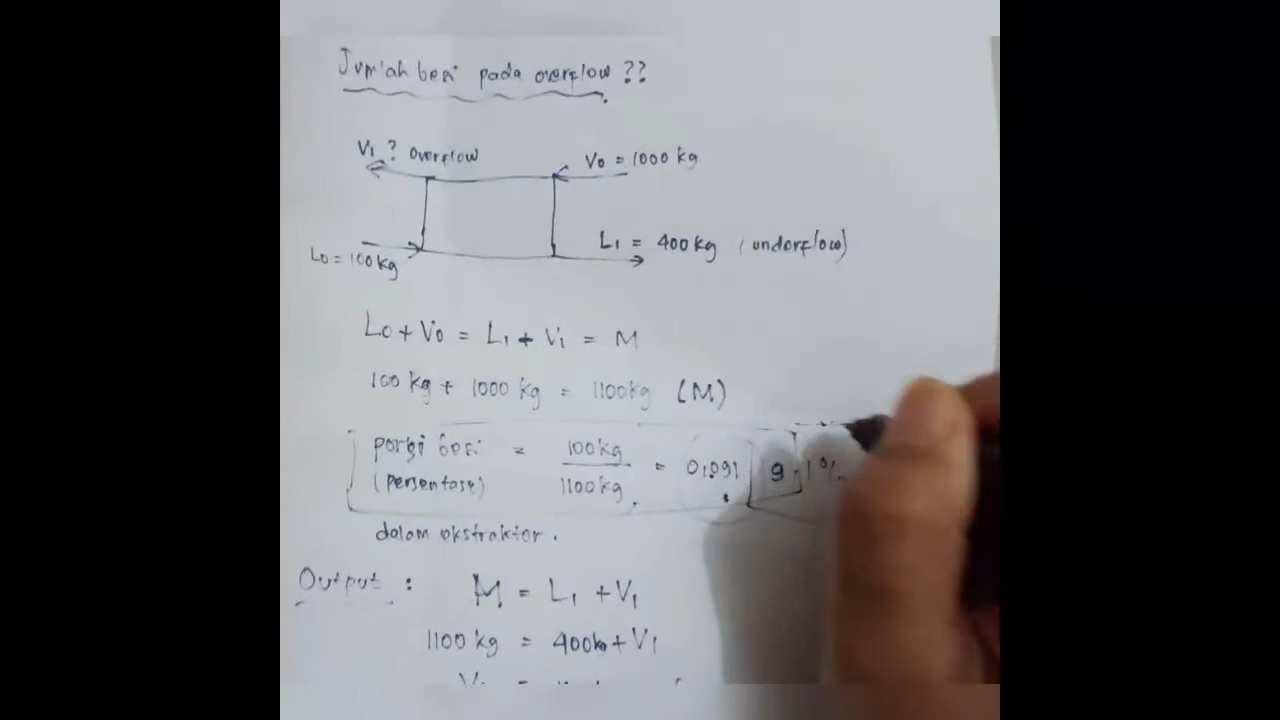 Jumlah besi pada overflow ??
V1 ? overflow
V0 = 1000 kg
L1 = 400 kg (underflow)
L0 = 100 kg
L0 + V0 = L1 + V1 = M
100 kg + 1000 kg = 1100 kg (M)
porsi besi = 100 kg / 1100 kg = 0,091 9,1%
(persentase)
dalam ekstraktor.
Output :
M = L1 + V1
1100 kg = 400 kg + V1